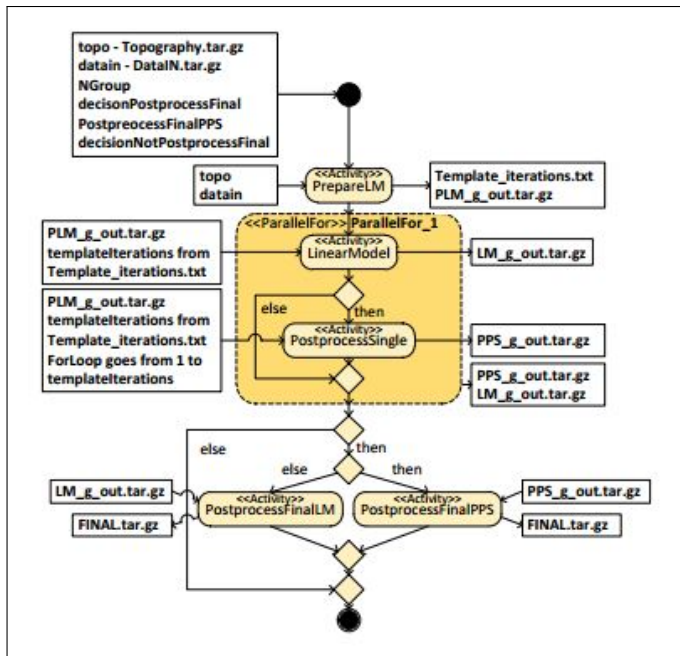 topo - Topography.tar.gz
datain - DataIN.tar.gz
NGroup
decisonPostprocessFinal
PostpreocessFinalPPS
decisionNotPostprocessFinal
topo
datain
<<Activity>>
PrepareLM
Template_iterations.txt
PLM_g_out.tar.gz
<<ParallelFor>> ParallelFor_1
PLM_g_out.tar.gz
templateIterations from
Template_iterations.txt
<<Activity>>
LinearModel
LM_g_out.tar.gz
else
then
PLM_g_out.tar.gz
templateIterations from
Template_iterations.txt
ForLoop goes from 1 to
templateIterations
<<Activity>>
PostprocessSingle
PPS_g_out.tar.gz
PPS_g_out.tar.gz
LM_g_out.tar.gz
else
then
else
then
LM_g_out.tar.gz
FINAL.tar.gz
<<Activity>>
PostprocessFinalLM
<<Activity>>
PostprocessFinalPPS
PPS_g_out.tar.gz
FINAL.tar.gz